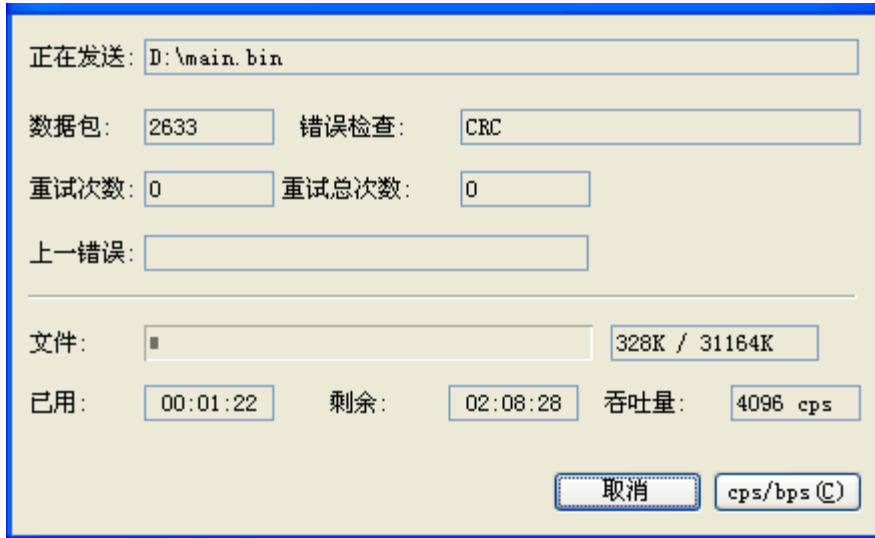 正在发送: D:\main.bin
数据包: 2633 错误检查: CRC
重试次数: 0 重试总次数: 0
上一错误:
文件: 328K / 31164K
已用: 00:01:22 剩余: 02:08:28 吞吐量: 4096 cps
取消 cps/bps(C)